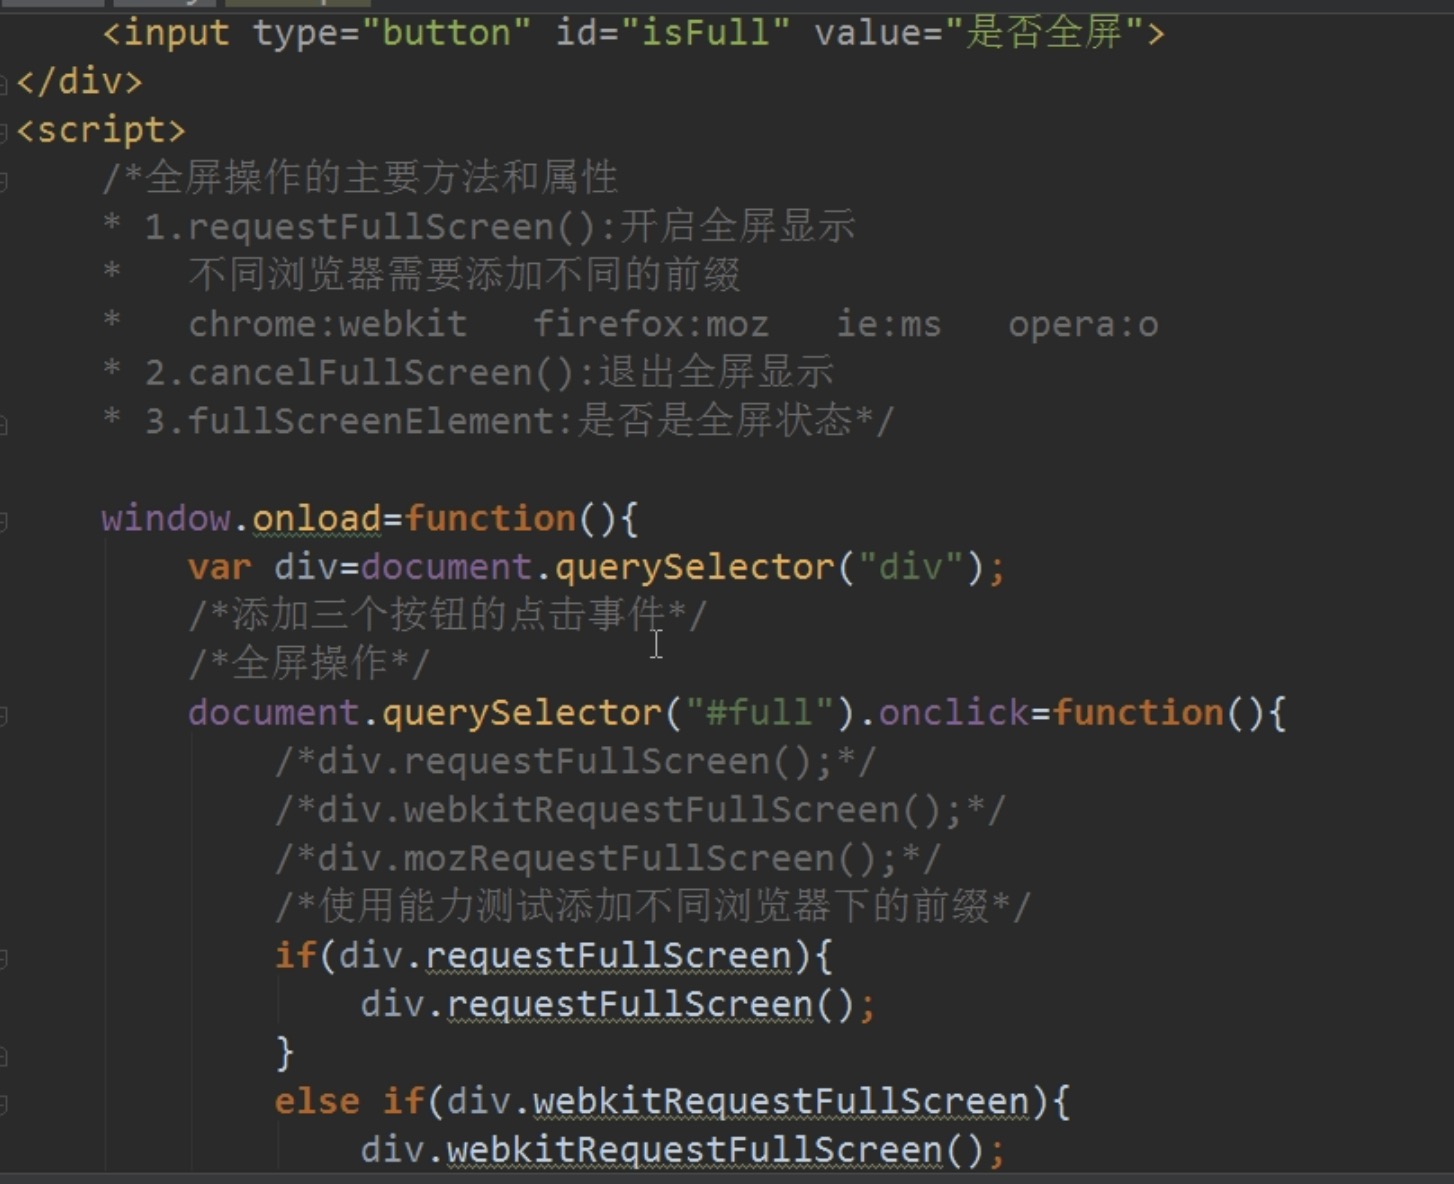 <input type="button" id="isFull" value="是否全屏">
</div>
<script>
/*全屏操作的主要方法和属性
* 1.requestFullScreen():开启全屏显示
*   不同浏览器需要添加不同的前缀
*   chrome:webkit   firefox:moz   ie:ms   opera:o
* 2.cancelFullScreen():退出全屏显示
* 3.fullScreenElement:是否是全屏状态*/
window.onload=function(){
var div=document.querySelector("div");
/*添加三个按钮的点击事件*/
/*全屏操作*/
document.querySelector("#full").onclick=function(){
/*div.requestFullScreen();*/
/*div.webkitRequestFullScreen();*/
/*div.mozRequestFullScreen();*/
/*使用能力测试添加不同浏览器下的前缀*/
if(div.requestFullScreen){
div.requestFullScreen();
}
else if(div.webkitRequestFullScreen){
div.webkitRequestFullScreen();